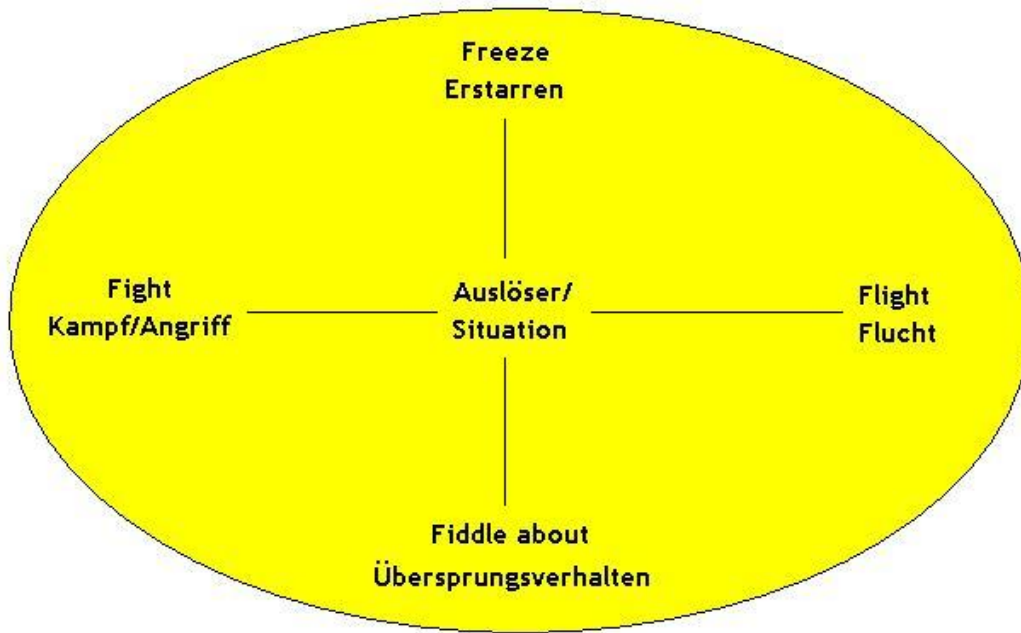 Freeze
Erstarren
Fight
Kampf/Angriff
Auslöser/
Situation
Flight
Flucht
Fiddle about
Übersprungsverhalten